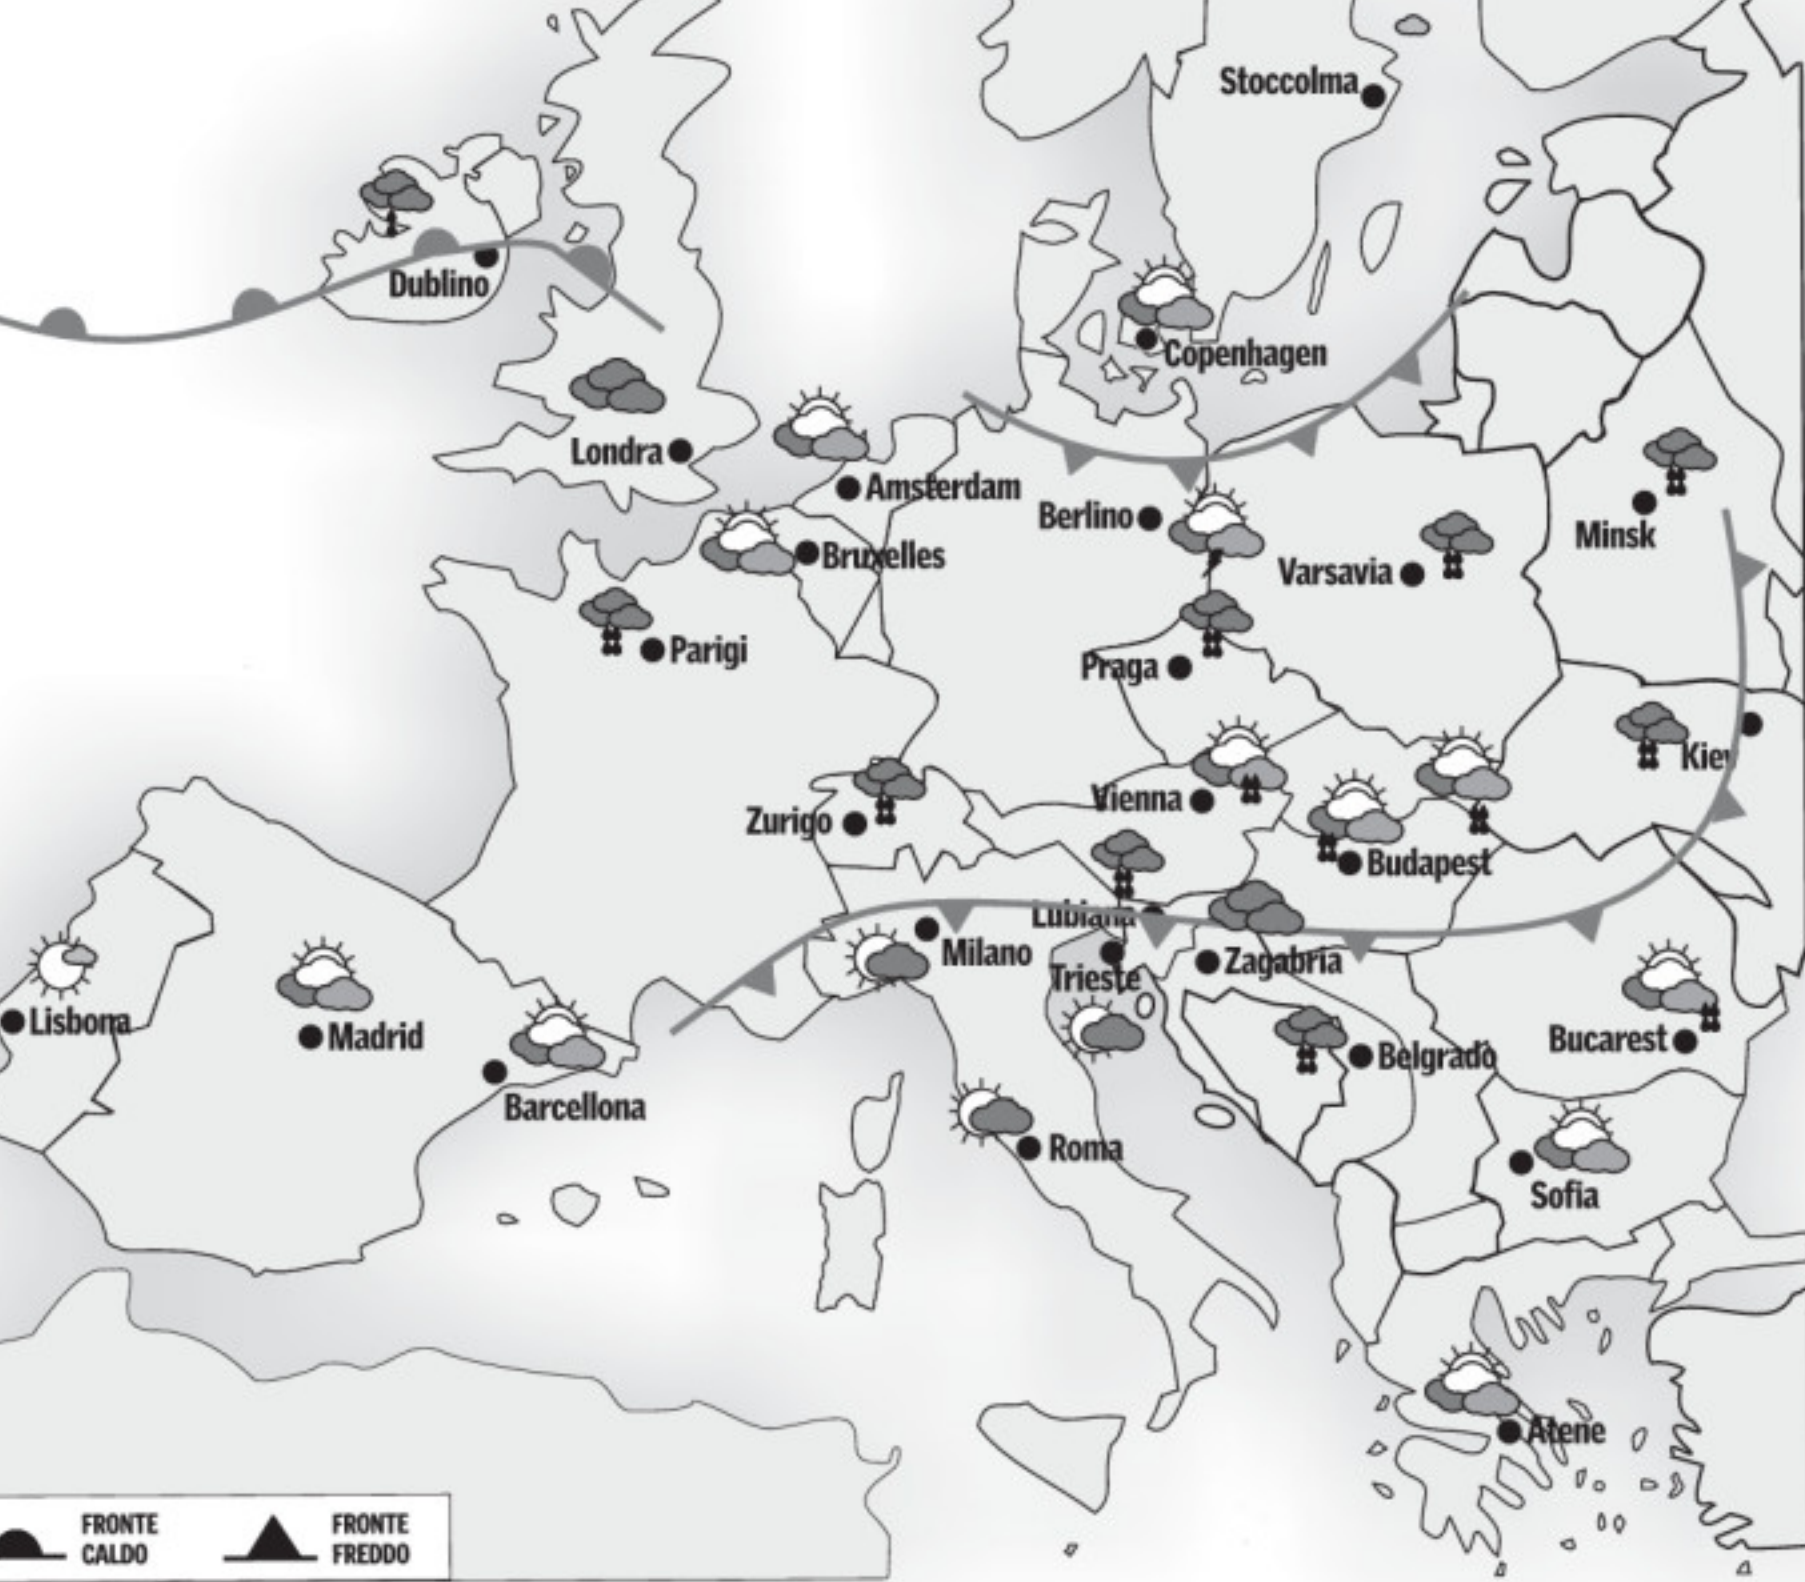 Stoccolma
Dublino
Copenhagen
Londra
Amsterdam
Berlino
Minsk
Bruxelles
Varsavia
Parigi
Praga
Kiev
Vienna
Zurigo
Budapest
Lubiana
Milano
Zagabria
Trieste
Lisbona
Madrid
Bucarest
Belgrado
Barcellona
Roma
Sofia
Atene
FRONTE
CALDO
FRONTE
FREDDO